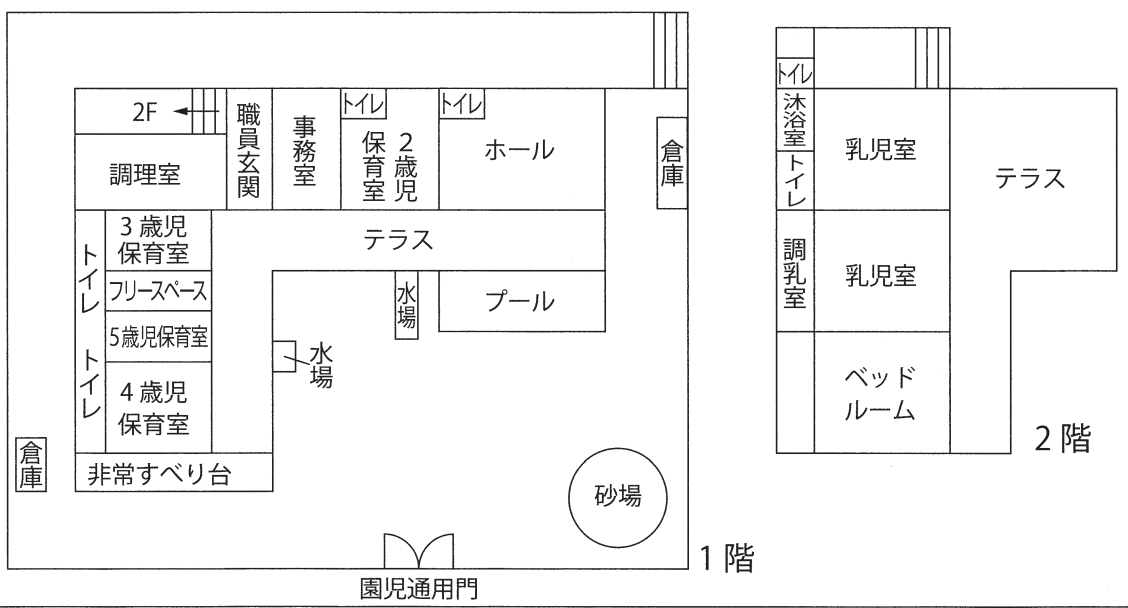 2F
職員玄関
事務室
トイレ
2歳児
保育室
トイレ
ホール
倉庫
調理室
3歳児
保育室
テラス
トイレ
フリースペース
水場
プール
5歳児保育室
水場
トイレ
4歳児
保育室
倉庫
非常すべり台
砂場
園児通用門
1階
トイレ
沐浴室
乳児室
トイレ
テラス
調乳室
乳児室
ベッド
ルーム
2階